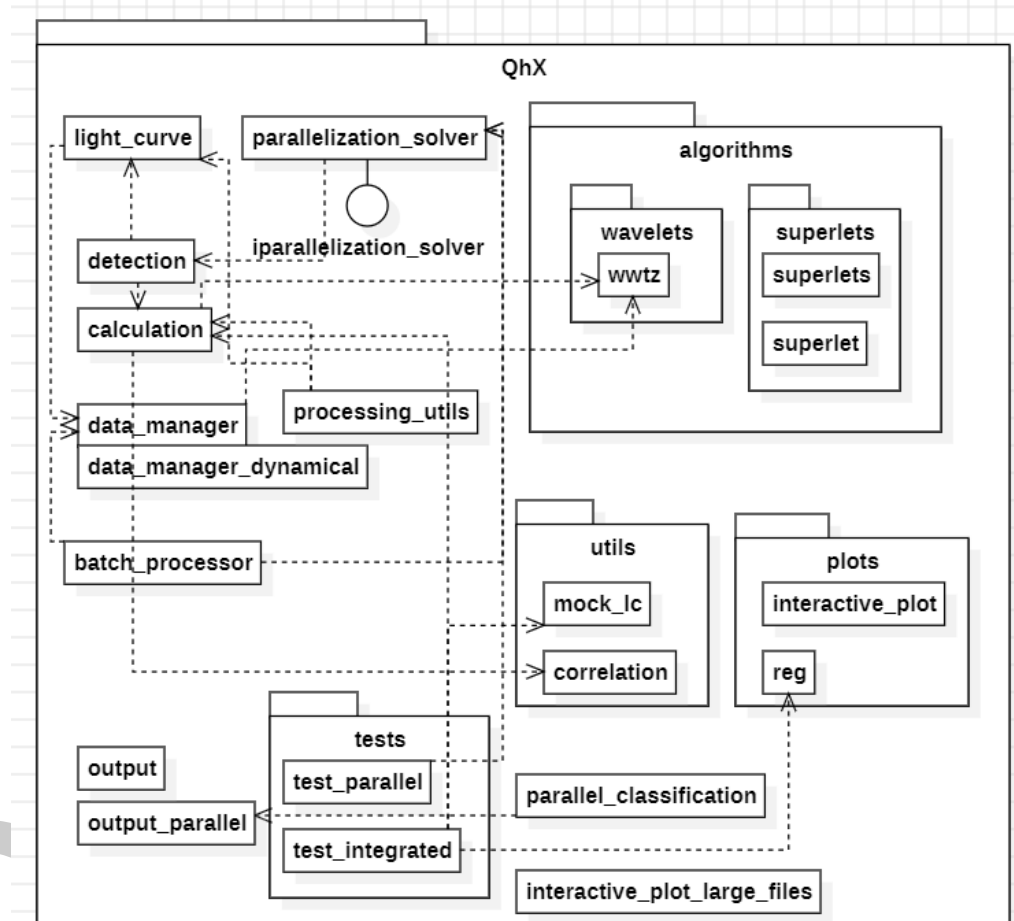 QhX
light_curve
parallelization_solver
iparallelization_solver
detection
calculation
data_manager
data_manager_dynamical
processing_utils
batch_processor
algorithms
wavelets
wwtz
superlets
superlets
superlet
utils
mock_lc
correlation
plots
interactive_plot
reg
tests
test_parallel
test_integrated
output
output_parallel
parallel_classification
interactive_plot_large_files